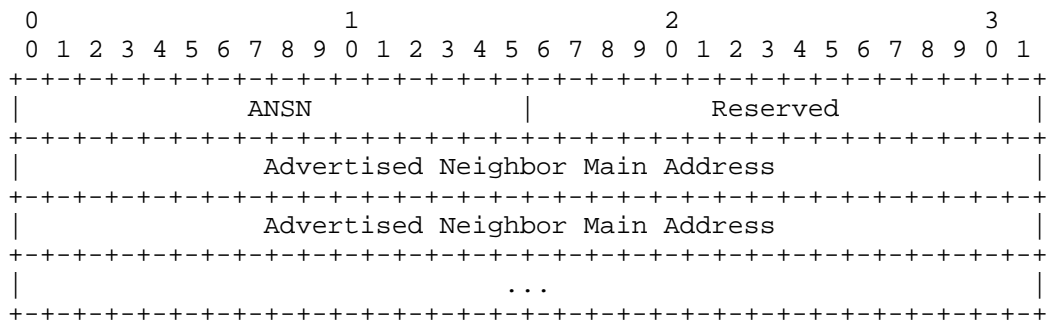 0                   1                   2                   3
 0 1 2 3 4 5 6 7 8 9 0 1 2 3 4 5 6 7 8 9 0 1 2 3 4 5 6 7 8 9 0 1
+-+-+-+-+-+-+-+-+-+-+-+-+-+-+-+-+-+-+-+-+-+-+-+-+-+-+-+-+-+-+-+-+
|              ANSN             |           Reserved            |
+-+-+-+-+-+-+-+-+-+-+-+-+-+-+-+-+-+-+-+-+-+-+-+-+-+-+-+-+-+-+-+-+
|               Advertised Neighbor Main Address                |
+-+-+-+-+-+-+-+-+-+-+-+-+-+-+-+-+-+-+-+-+-+-+-+-+-+-+-+-+-+-+-+-+
|               Advertised Neighbor Main Address                |
+-+-+-+-+-+-+-+-+-+-+-+-+-+-+-+-+-+-+-+-+-+-+-+-+-+-+-+-+-+-+-+-+
|                              ...                              |
+-+-+-+-+-+-+-+-+-+-+-+-+-+-+-+-+-+-+-+-+-+-+-+-+-+-+-+-+-+-+-+-+